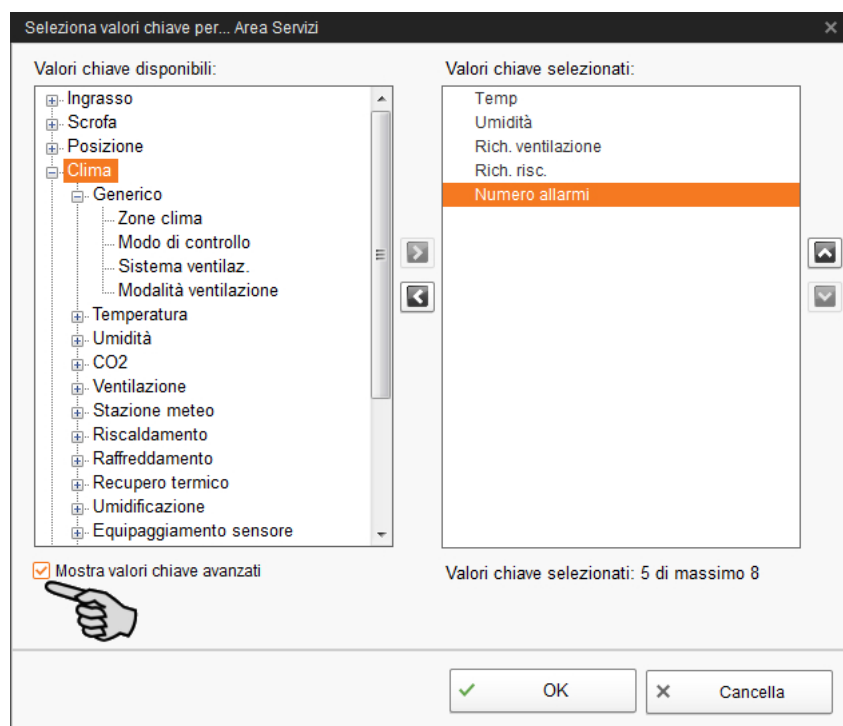 Seleziona valori chiave per... Area Servizi
Valori chiave disponibili:
Ingrasso
Scrofa
Posizione
Clima
Generico
Zone clima
Modo di controllo
Sistema ventilaz.
Modalità ventilazione
Temperatura
Umidità
CO2
Ventilazione
Stazione meteo
Riscaldamento
Raffreddamento
Recupero termico
Umidificazione
Equipaggiamento sensore
Mostra valori chiave avanzati
Valori chiave selezionati:
Temp
Umidità
Rich. ventilazione
Rich. risc.
Numero allarmi
Valori chiave selezionati: 5 di massimo 8
OK
Cancella